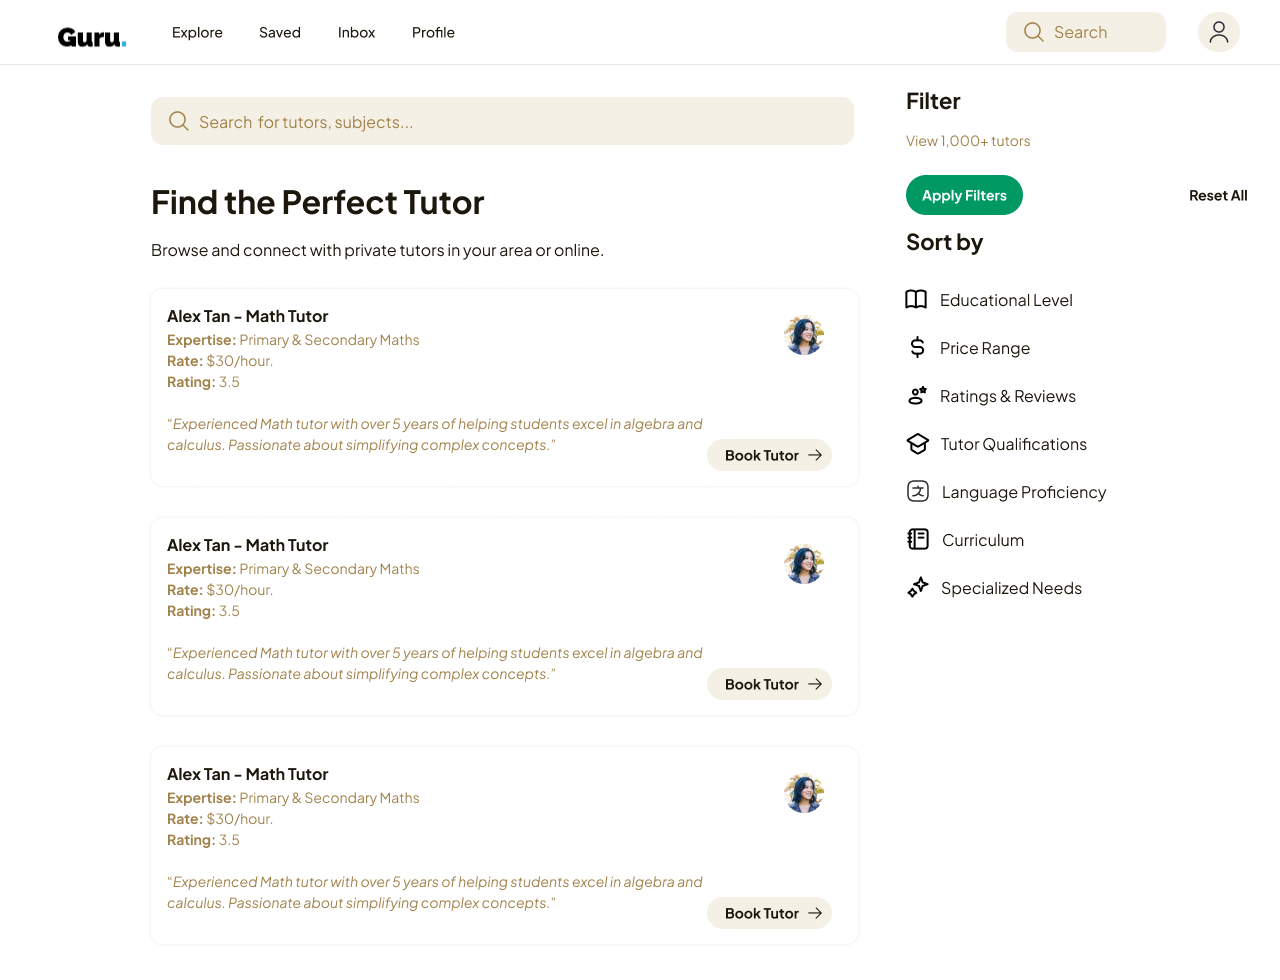 Guru.
Explore
Saved
Inbox
Profile
Search
Search for tutors, subjects...
Find the Perfect Tutor
Browse and connect with private tutors in your area or online.
Alex Tan - Math Tutor
Expertise: Primary & Secondary Maths
Rate: $30/hour.
Rating: 3.5
“Experienced Math tutor with over 5 years of helping students excel in algebra and
calculus. Passionate about simplifying complex concepts.”
Book Tutor
Alex Tan - Math Tutor
Expertise: Primary & Secondary Maths
Rate: $30/hour.
Rating: 3.5
“Experienced Math tutor with over 5 years of helping students excel in algebra and
calculus. Passionate about simplifying complex concepts.”
Book Tutor
Alex Tan - Math Tutor
Expertise: Primary & Secondary Maths
Rate: $30/hour.
Rating: 3.5
“Experienced Math tutor with over 5 years of helping students excel in algebra and
calculus. Passionate about simplifying complex concepts.”
Book Tutor
Filter
View 1,000+ tutors
Apply Filters
Reset All
Sort by
Educational Level
Price Range
Ratings & Reviews
Tutor Qualifications
Language Proficiency
Curriculum
Specialized Needs